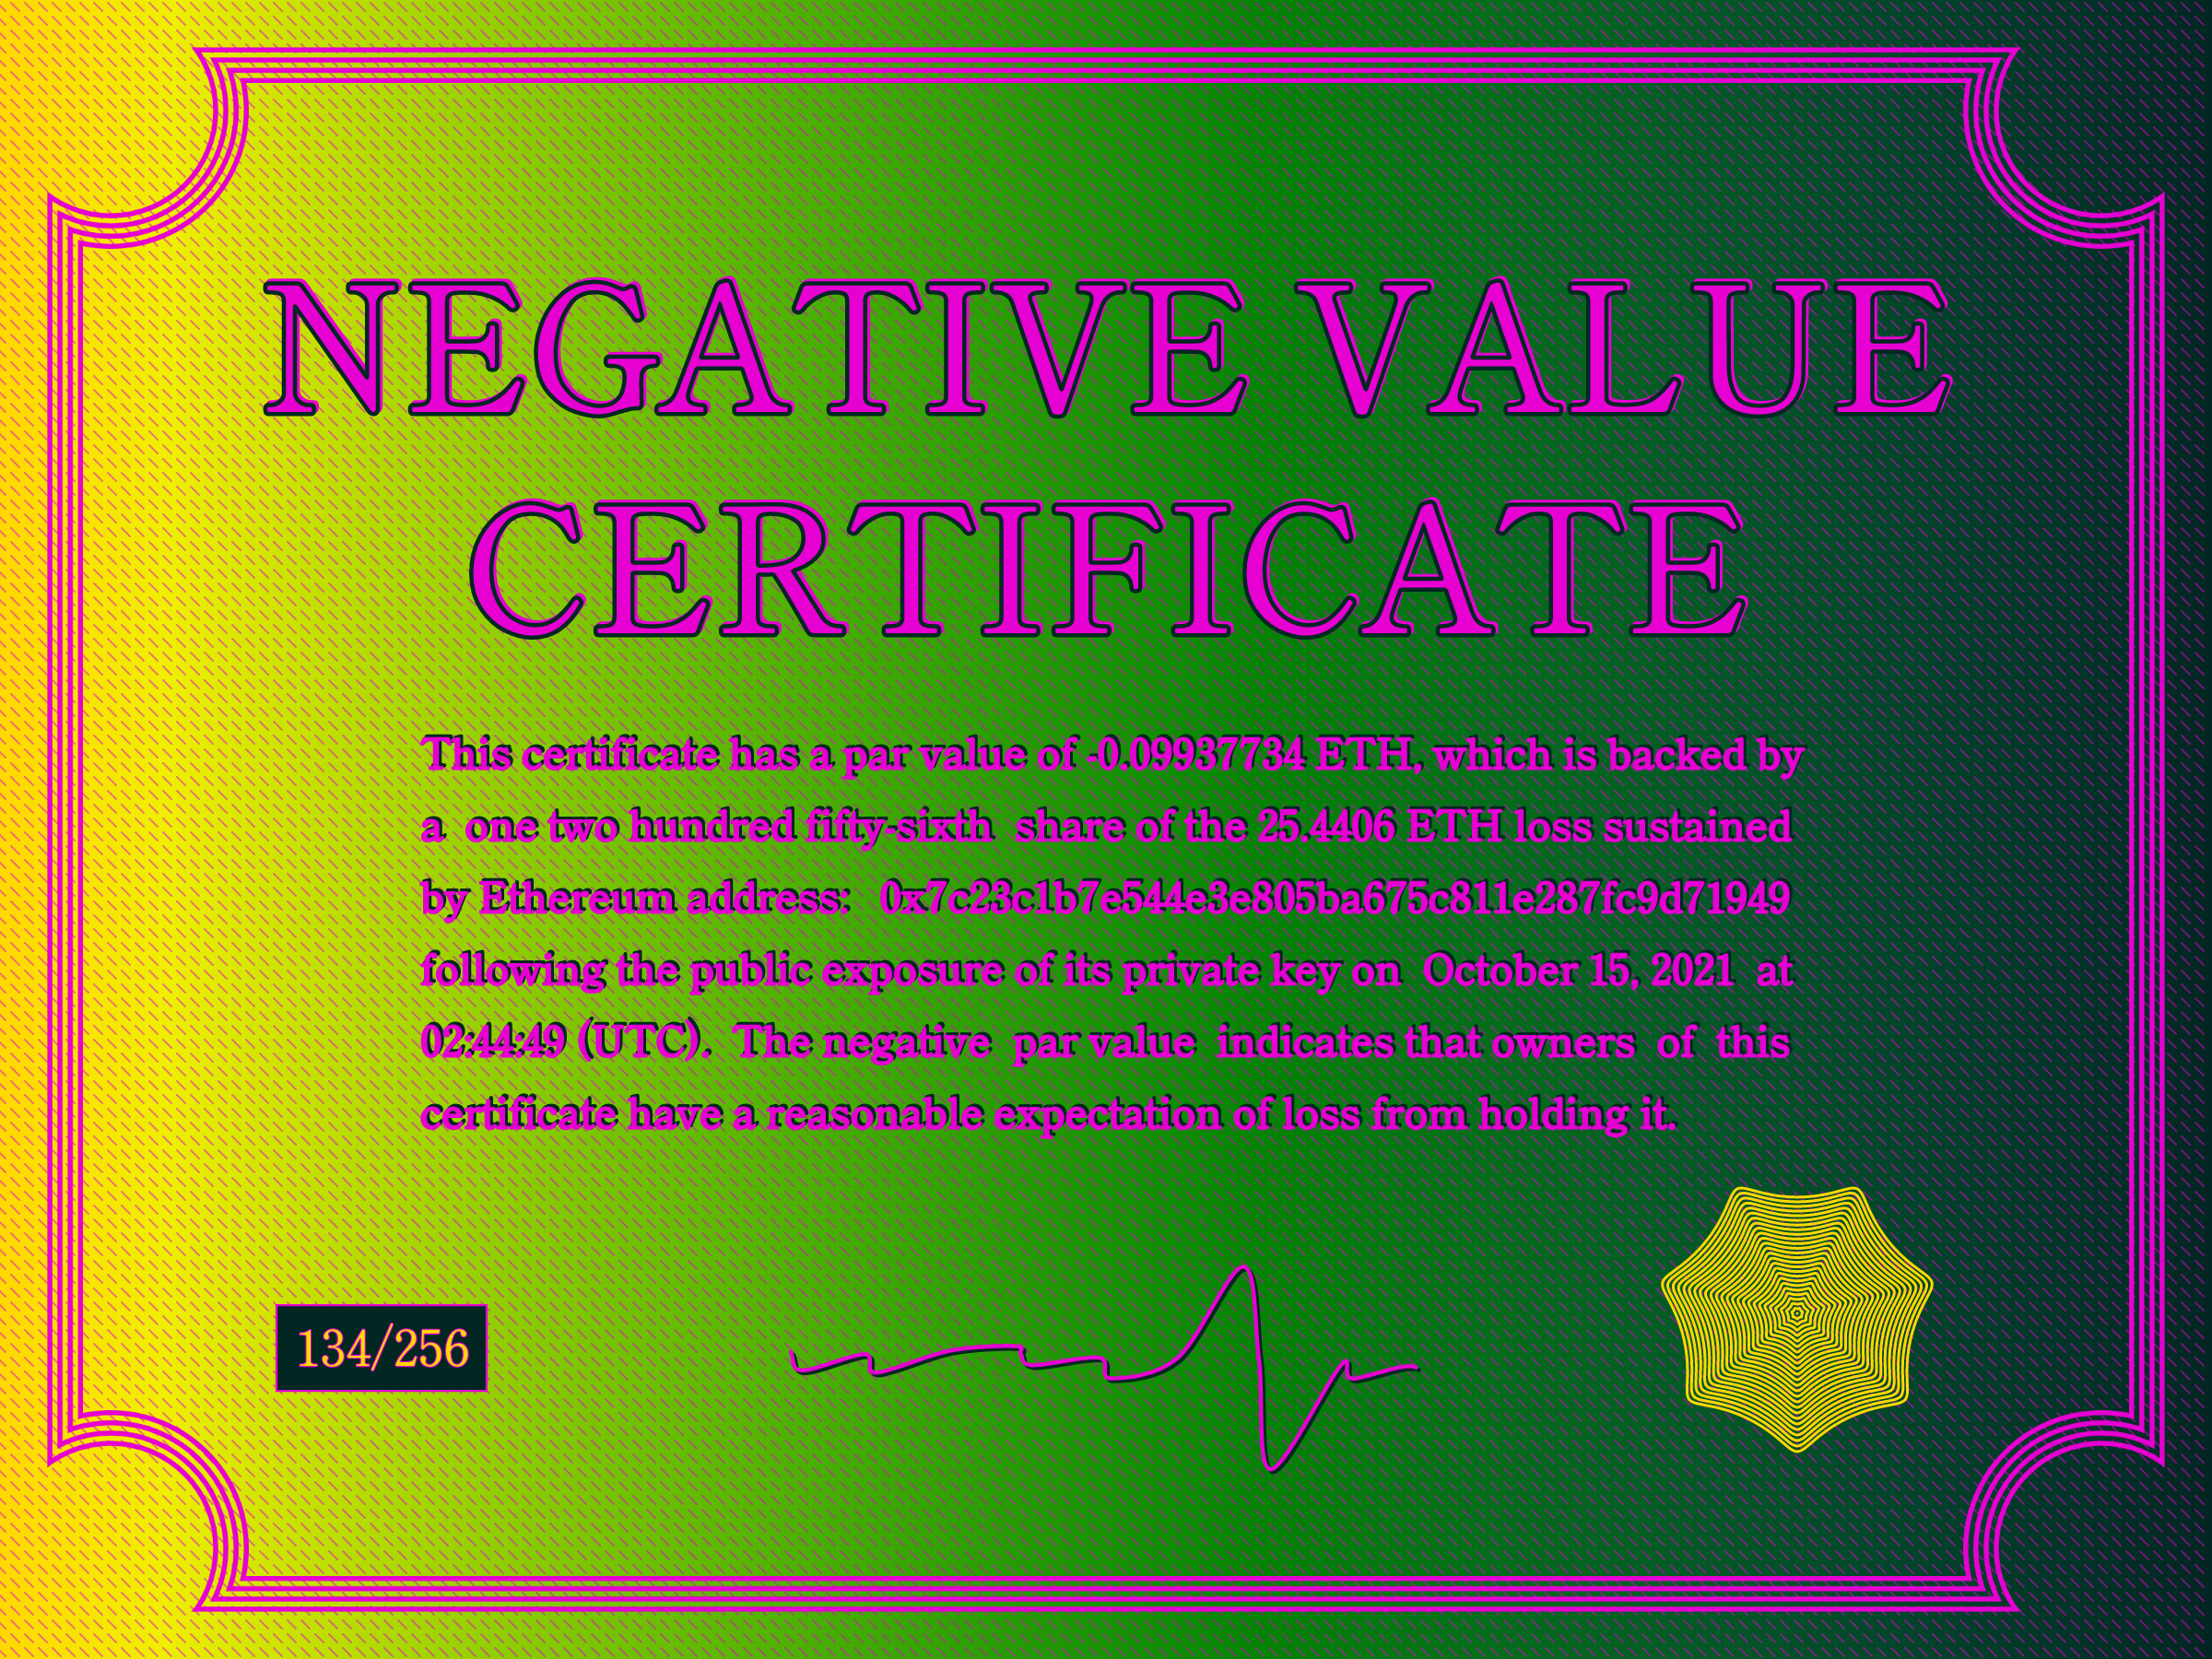 NEGATIVE VALUE
CERTIFICATE
This certificate has a par value of -0.09937734 ETH, which is backed by
a one two hundred fifty-sixth share of the 25.4406 ETH loss sustained
by Ethereum address: 0x7c23c1b7e544e3e805ba675c811e287fc9d71949
following the public exposure of its private key on October 15, 2021 at
02:44:49 (UTC). The negative par value indicates that owners of this
certificate have a reasonable expectation of loss from holding it.
134/256